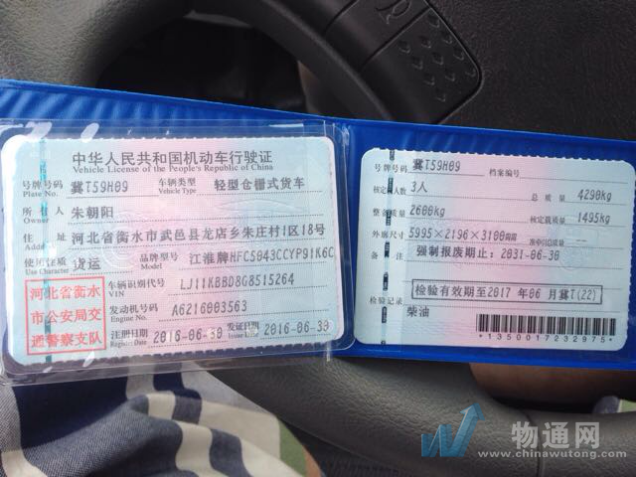 中华人民共和国机动车行驶证
Vehicle License of the People's Republic of China
号牌号码 冀T59H09 车辆类型 轻型仓栅式货车
Plate No. Vehicle Type
所有人 朱朝阳
Owner
住址 河北省衡水市武邑县龙店乡朱庄村1区18号
Address
使用性质 货运 品牌型号 江淮牌HFC5043CCYP91K6C
Use Character Model
河北省衡水市公安局交通警察支队
车辆识别代号 LJ11KBBD8G8515264
VIN
发动机号码 A6216003563
Engine No.
注册日期 2016-06-30 发证日期 2016-06-30
Register Date Issue Date
号牌号码 冀T59H09 档案编号
核定载人数 3人 总质量 4290kg
整备质量 2600kg 核定载质量 1495kg
外廓尺寸 5995×2196×3100mm
备注 强制报废期止:2031-06-30
检验有效期至2017年06月冀T(22)
检验记录
柴油
*1350017232975*
物通网
www.chinawutong.com